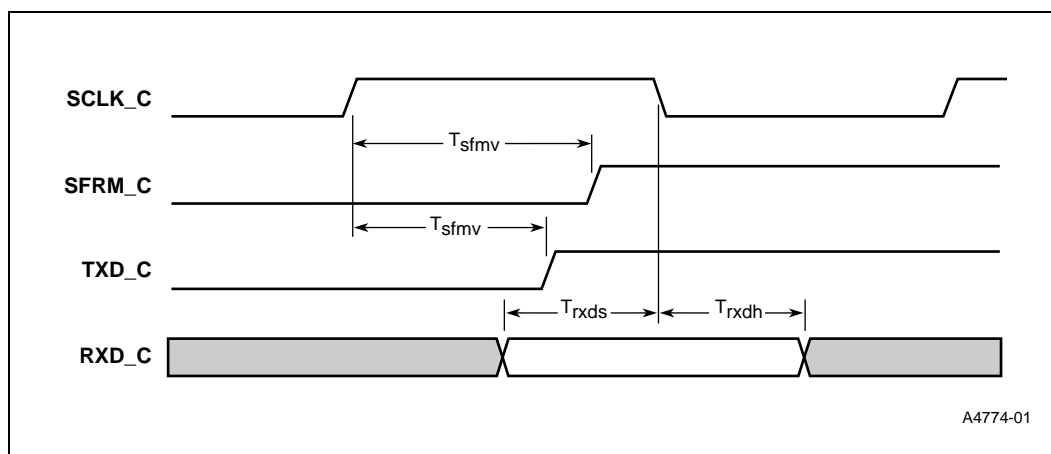 SCLK_C
Tsfmv
SFRM_C
Tsfmv
TXD_C
Trxds
Trxdh
RXD_C
A4774-01